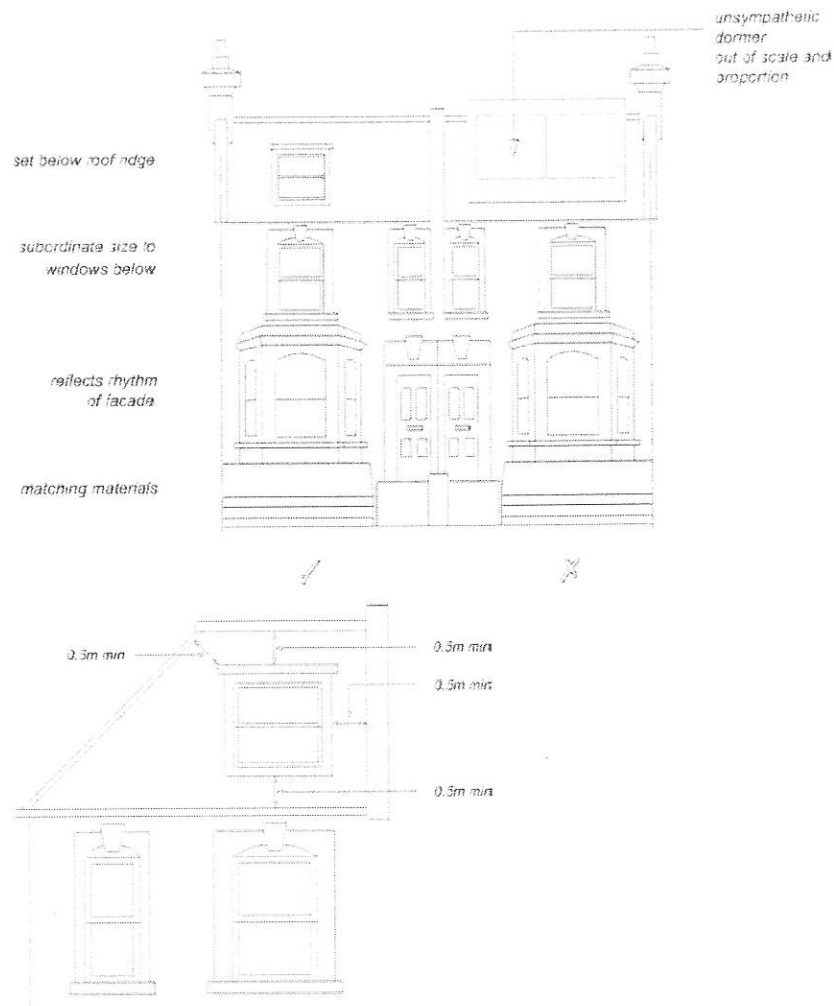 unsympathetic
dormer
out of scale and
proportion
set below roof ridge
subordinate size to
windows below
reflects rhythm
of facade
matching materials
✓
X
0.5m min
0.5m min
0.5m min
0.5m min